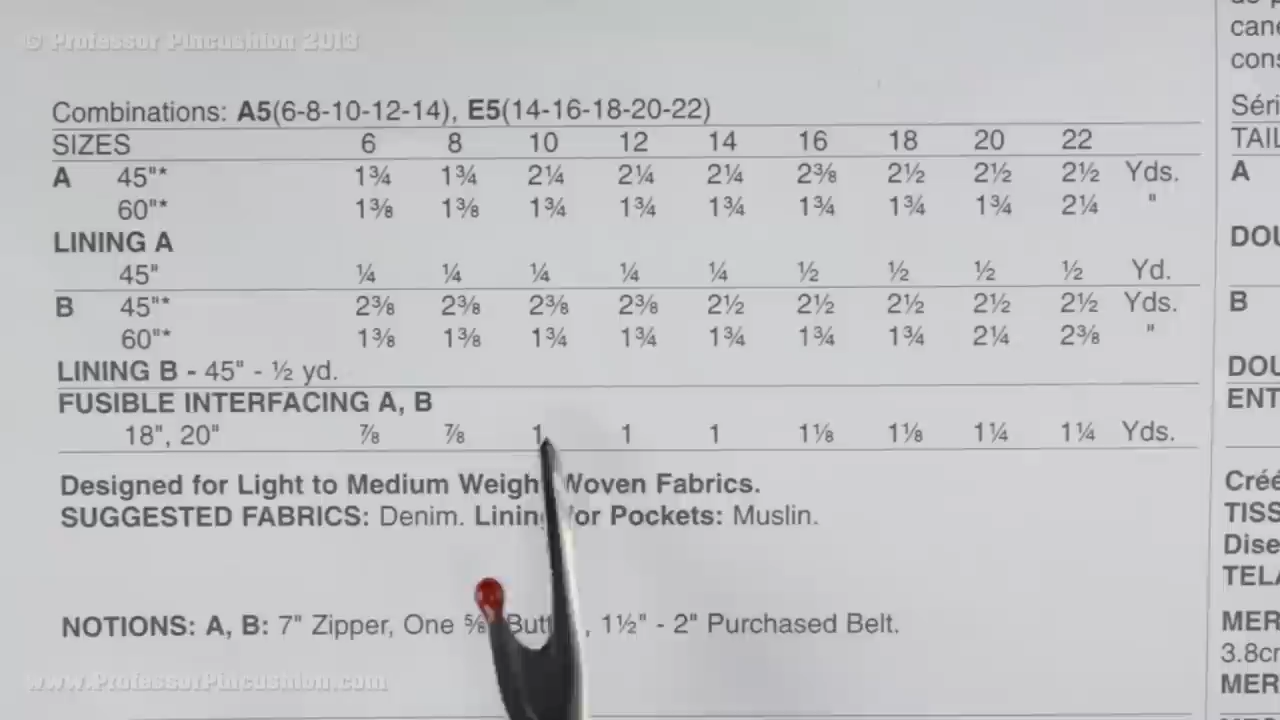 © Professor Pincushion 2013
Combinations: A5(6-8-10-12-14), E5(14-16-18-20-22)
SIZES 6 8 10 12 14 16 18 20 22
A 45"* 1¾ 1¾ 2¼ 2¼ 2¼ 2⅜ 2½ 2½ 2½ Yds.
60"* 1⅜ 1⅜ 1¾ 1¾ 1¾ 1¾ 1¾ 1¾ 2¼ "
LINING A
45" ¼ ¼ ¼ ¼ ¼ ½ ½ ½ ½ Yd.
B 45"* 2⅜ 2⅜ 2⅜ 2⅜ 2½ 2½ 2½ 2½ 2½ Yds.
60"* 1⅜ 1⅜ 1¾ 1¾ 1¾ 1¾ 1¾ 2¼ 2⅜ "
LINING B - 45" - ½ yd.
FUSIBLE INTERFACING A, B
18", 20" ⅞ ⅞ 1 1 1 1⅛ 1⅛ 1¼ 1¼ Yds.
Designed for Light to Medium Weight Woven Fabrics.
SUGGESTED FABRICS: Denim. Lining for Pockets: Muslin.
NOTIONS: A, B: 7" Zipper, One ⅝" Button, 1½" - 2" Purchased Belt.
www.ProfessorPincushion.com
Séri
TAIL
A
DOU
B
DOU
ENT
Créé
TISS
Dise
TELA
MER
3.8cm
MER